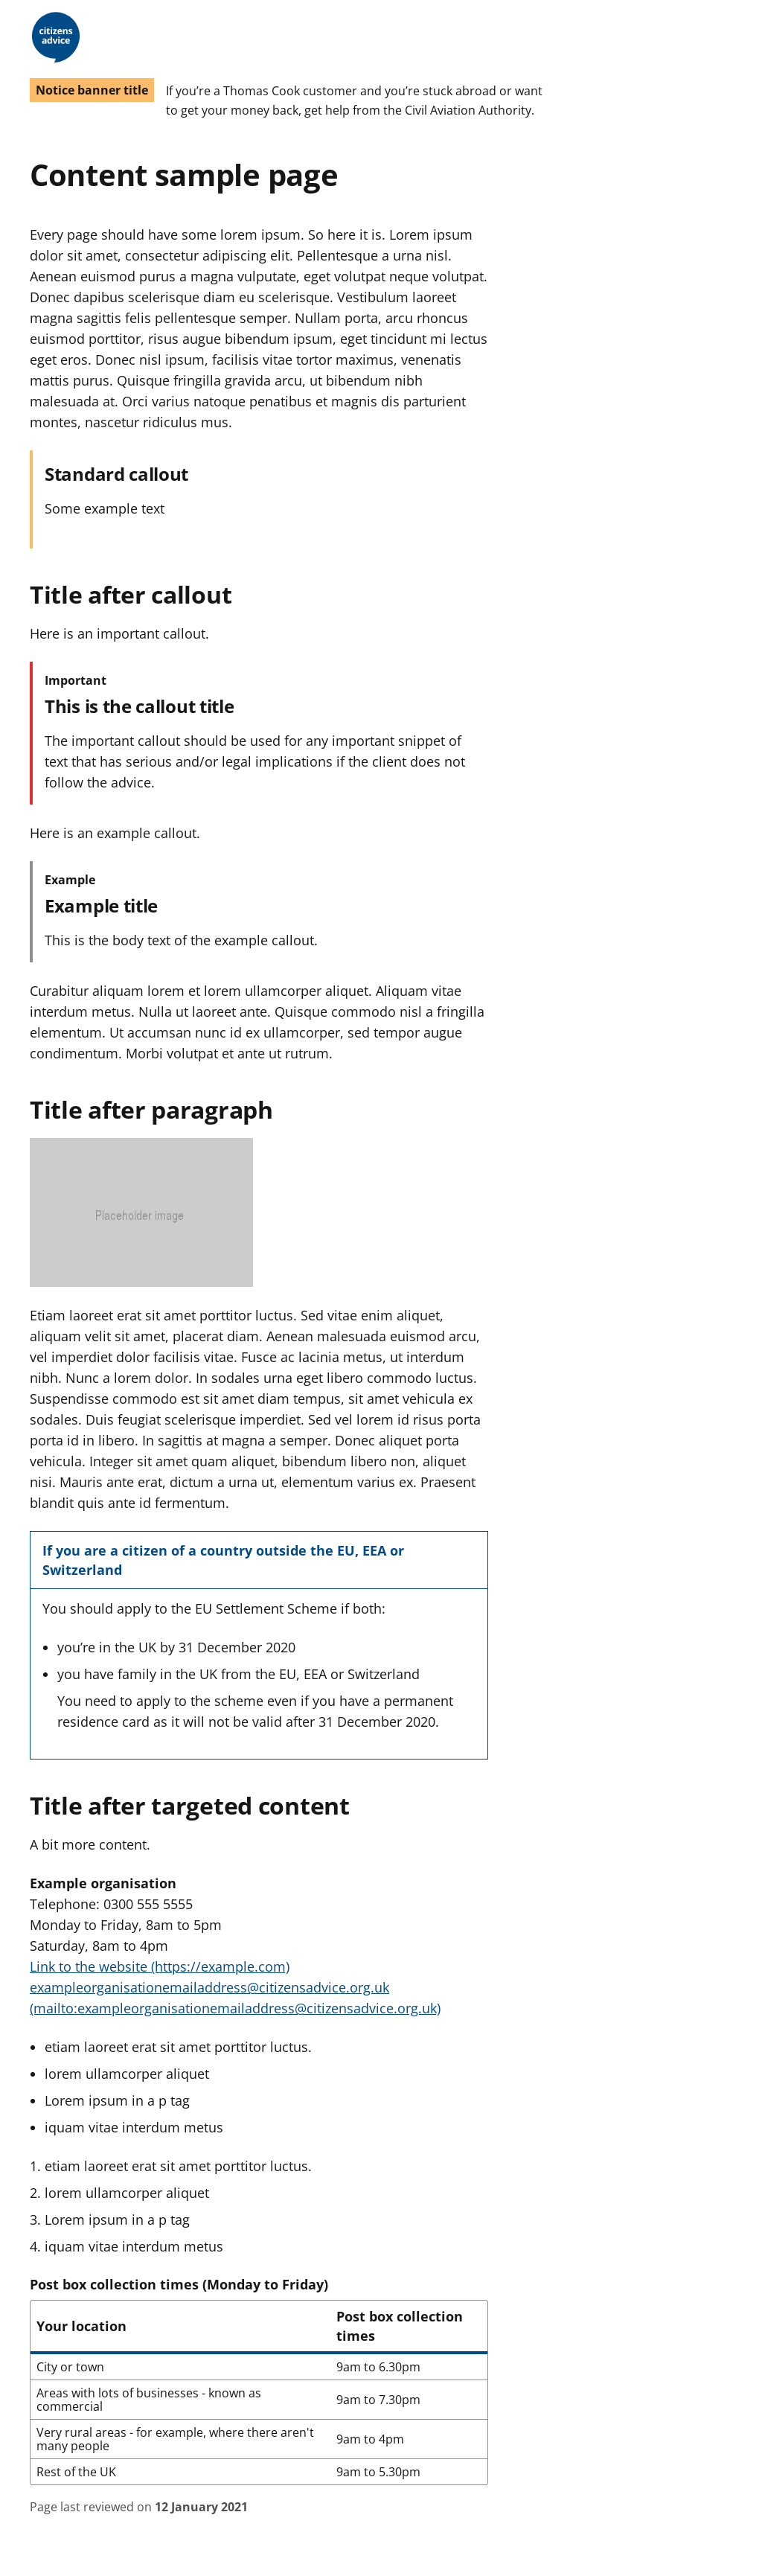 citizens
advice
Notice banner title
If you’re a Thomas Cook customer and you’re stuck abroad or want
to get your money back, get help from the Civil Aviation Authority.
Content sample page
Every page should have some lorem ipsum. So here it is. Lorem ipsum
dolor sit amet, consectetur adipiscing elit. Pellentesque a urna nisl.
Aenean euismod purus a magna vulputate, eget volutpat neque volutpat.
Donec dapibus scelerisque diam eu scelerisque. Vestibulum laoreet
magna sagittis felis pellentesque semper. Nullam porta, arcu rhoncus
euismod porttitor, risus augue bibendum ipsum, eget tincidunt mi lectus
eget eros. Donec nisl ipsum, facilisis vitae tortor maximus, venenatis
mattis purus. Quisque fringilla gravida arcu, ut bibendum nibh
malesuada at. Orci varius natoque penatibus et magnis dis parturient
montes, nascetur ridiculus mus.
Standard callout
Some example text
Title after callout
Here is an important callout.
Important
This is the callout title
The important callout should be used for any important snippet of
text that has serious and/or legal implications if the client does not
follow the advice.
Here is an example callout.
Example
Example title
This is the body text of the example callout.
Curabitur aliquam lorem et lorem ullamcorper aliquet. Aliquam vitae
interdum metus. Nulla ut laoreet ante. Quisque commodo nisl a fringilla
elementum. Ut accumsan nunc id ex ullamcorper, sed tempor augue
condimentum. Morbi volutpat et ante ut rutrum.
Title after paragraph
Placeholder image
Etiam laoreet erat sit amet porttitor luctus. Sed vitae enim aliquet,
aliquam velit sit amet, placerat diam. Aenean malesuada euismod arcu,
vel imperdiet dolor facilisis vitae. Fusce ac lacinia metus, ut interdum
nibh. Nunc a lorem dolor. In sodales urna eget libero commodo luctus.
Suspendisse commodo est sit amet diam tempus, sit amet vehicula ex
sodales. Duis feugiat scelerisque imperdiet. Sed vel lorem id risus porta
porta id in libero. In sagittis at magna a semper. Donec aliquet porta
vehicula. Integer sit amet quam aliquet, bibendum libero non, aliquet
nisi. Mauris ante erat, dictum a urna ut, elementum varius ex. Praesent
blandit quis ante id fermentum.
If you are a citizen of a country outside the EU, EEA or
Switzerland
You should apply to the EU Settlement Scheme if both:
• you’re in the UK by 31 December 2020
• you have family in the UK from the EU, EEA or Switzerland
You need to apply to the scheme even if you have a permanent
residence card as it will not be valid after 31 December 2020.
Title after targeted content
A bit more content.
Example organisation
Telephone: 0300 555 5555
Monday to Friday, 8am to 5pm
Saturday, 8am to 4pm
Link to the website (https://example.com)
exampleorganisationemailaddress@citizensadvice.org.uk
(mailto:exampleorganisationemailaddress@citizensadvice.org.uk)
• etiam laoreet erat sit amet porttitor luctus.
• lorem ullamcorper aliquet
• Lorem ipsum in a p tag
• iquam vitae interdum metus
1. etiam laoreet erat sit amet porttitor luctus.
2. lorem ullamcorper aliquet
3. Lorem ipsum in a p tag
4. iquam vitae interdum metus
Post box collection times (Monday to Friday)
Your location
Post box collection
times
City or town
9am to 6.30pm
Areas with lots of businesses - known as
commercial
9am to 7.30pm
Very rural areas - for example, where there aren't
many people
9am to 4pm
Rest of the UK
9am to 5.30pm
Page last reviewed on 12 January 2021